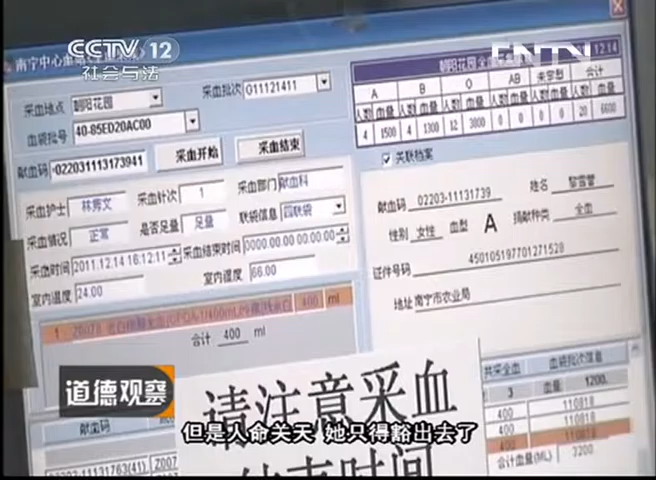 CCTV 12
社会与法
CNTV
南宁中心血站
采血地点 朝阳花园
采血批次 011121411
血袋批号 40-85ED20AC00
献血码 -022031113173941
采血开始
采血结束
采血护士
采血针次 1
采血部门 献血科
采血情况 正常
是否足量 足量
联袋信息 四联袋
采血时间 2011.12.14 16:12:11
采血结束时间 0000.00.00 00:00:00
室内温度 24.00
室内湿度 66.00
合计 400 ml
朝阳花园
A B O AB 未定型 合计
人数 血量 人数 血量 人数 血量 人数 血量 人数 血量 人数 血量
4 1500 4 1300 12 3800 0 0 0 0 20 6600
关联档案
献血码 02203-11131739
姓名
性别 女性 血型 A 捐献种类 全血
证件号码
地址 南宁市农业局
共采全血 血袋批次信息
3 血量 1200
400 110818
400 110818
400 110818
合计血量(ML) 3200
献血码
道德观察
请注意采血
结束时间
但是人命关天 她只得豁出去了